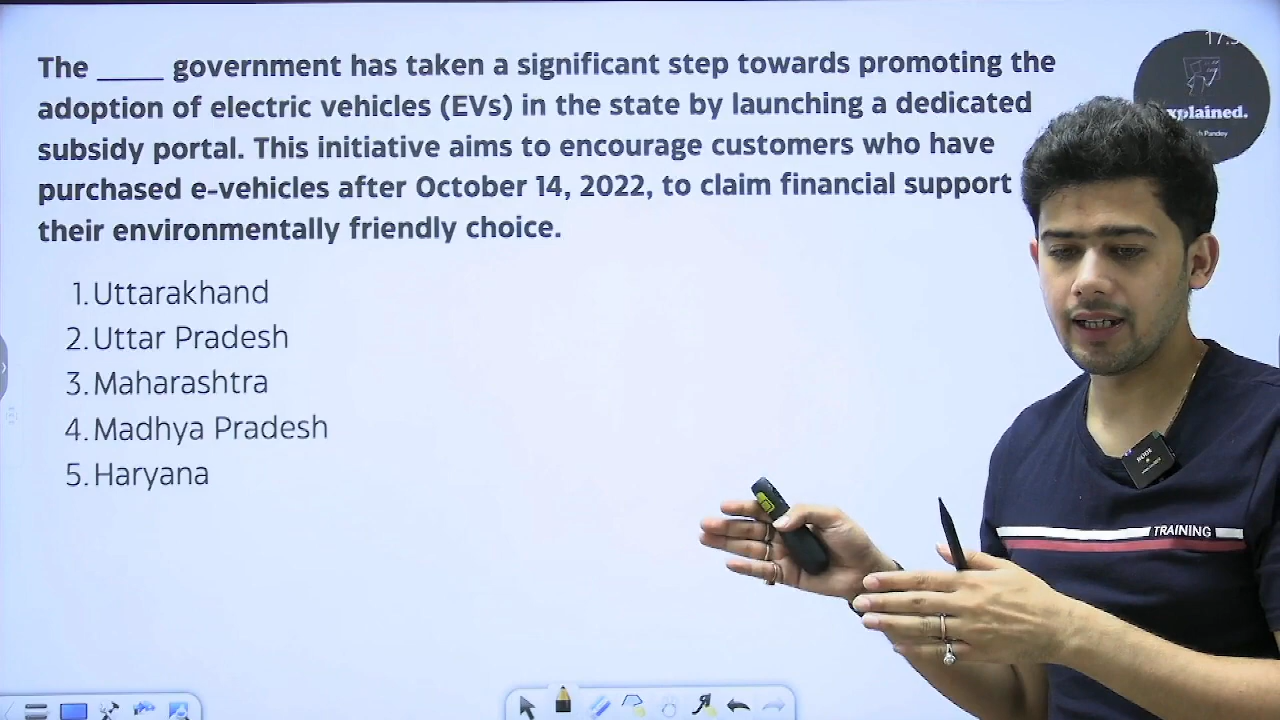 The ____ government has taken a significant step towards promoting the
adoption of electric vehicles (EVs) in the state by launching a dedicated
subsidy portal. This initiative aims to encourage customers who have
purchased e-vehicles after October 14, 2022, to claim financial support
their environmentally friendly choice.
1. Uttarakhand
2. Uttar Pradesh
3. Maharashtra
4. Madhya Pradesh
5. Haryana
xplained.
Pandey
RODE
TRAINING